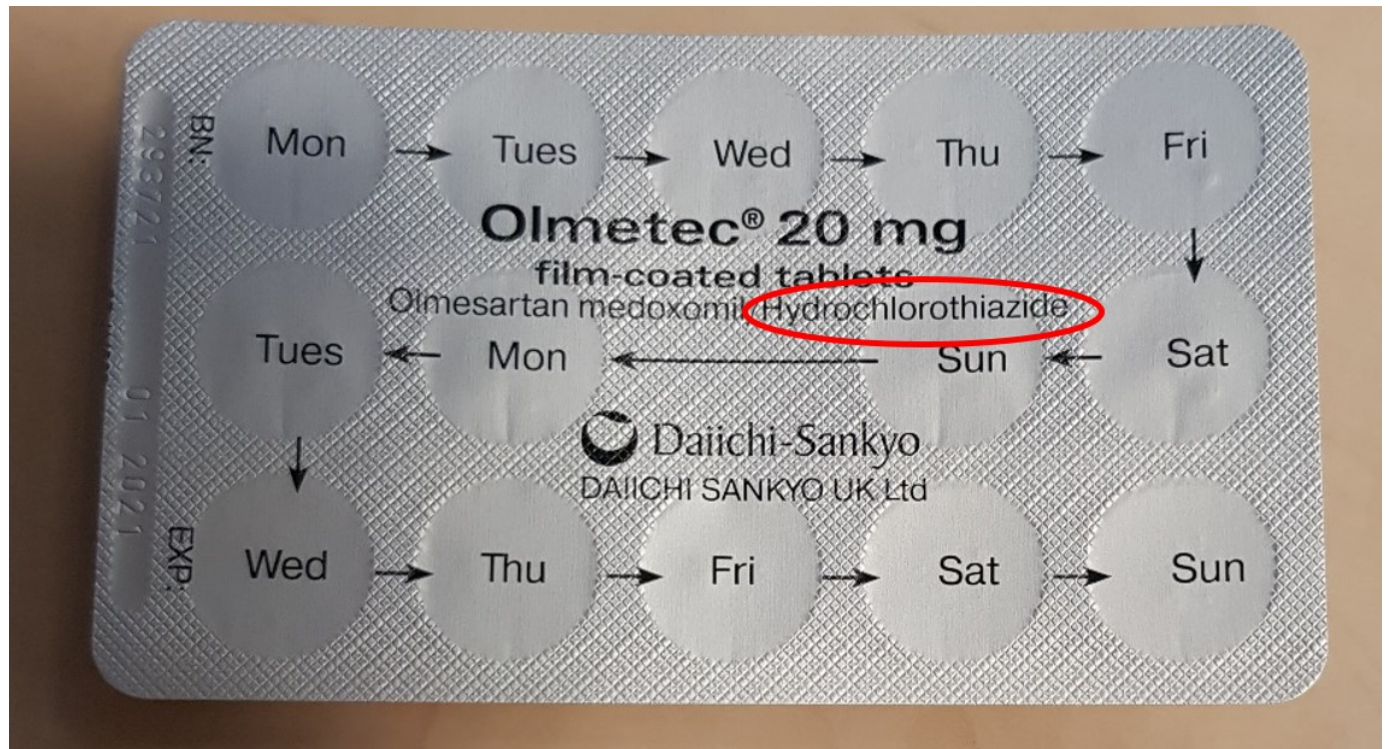 BN:
293721
Mon → Tues → Wed → Thu → Fri
Olmetec® 20 mg
film-coated tablets
Olmesartan medoxomil/Hydrochlorothiazide
Tues ← Mon ← Sun ← Sat
Daiichi-Sankyo
DAIICHI SANKYO UK Ltd
01 2021
EXP:
Wed → Thu → Fri → Sat → Sun